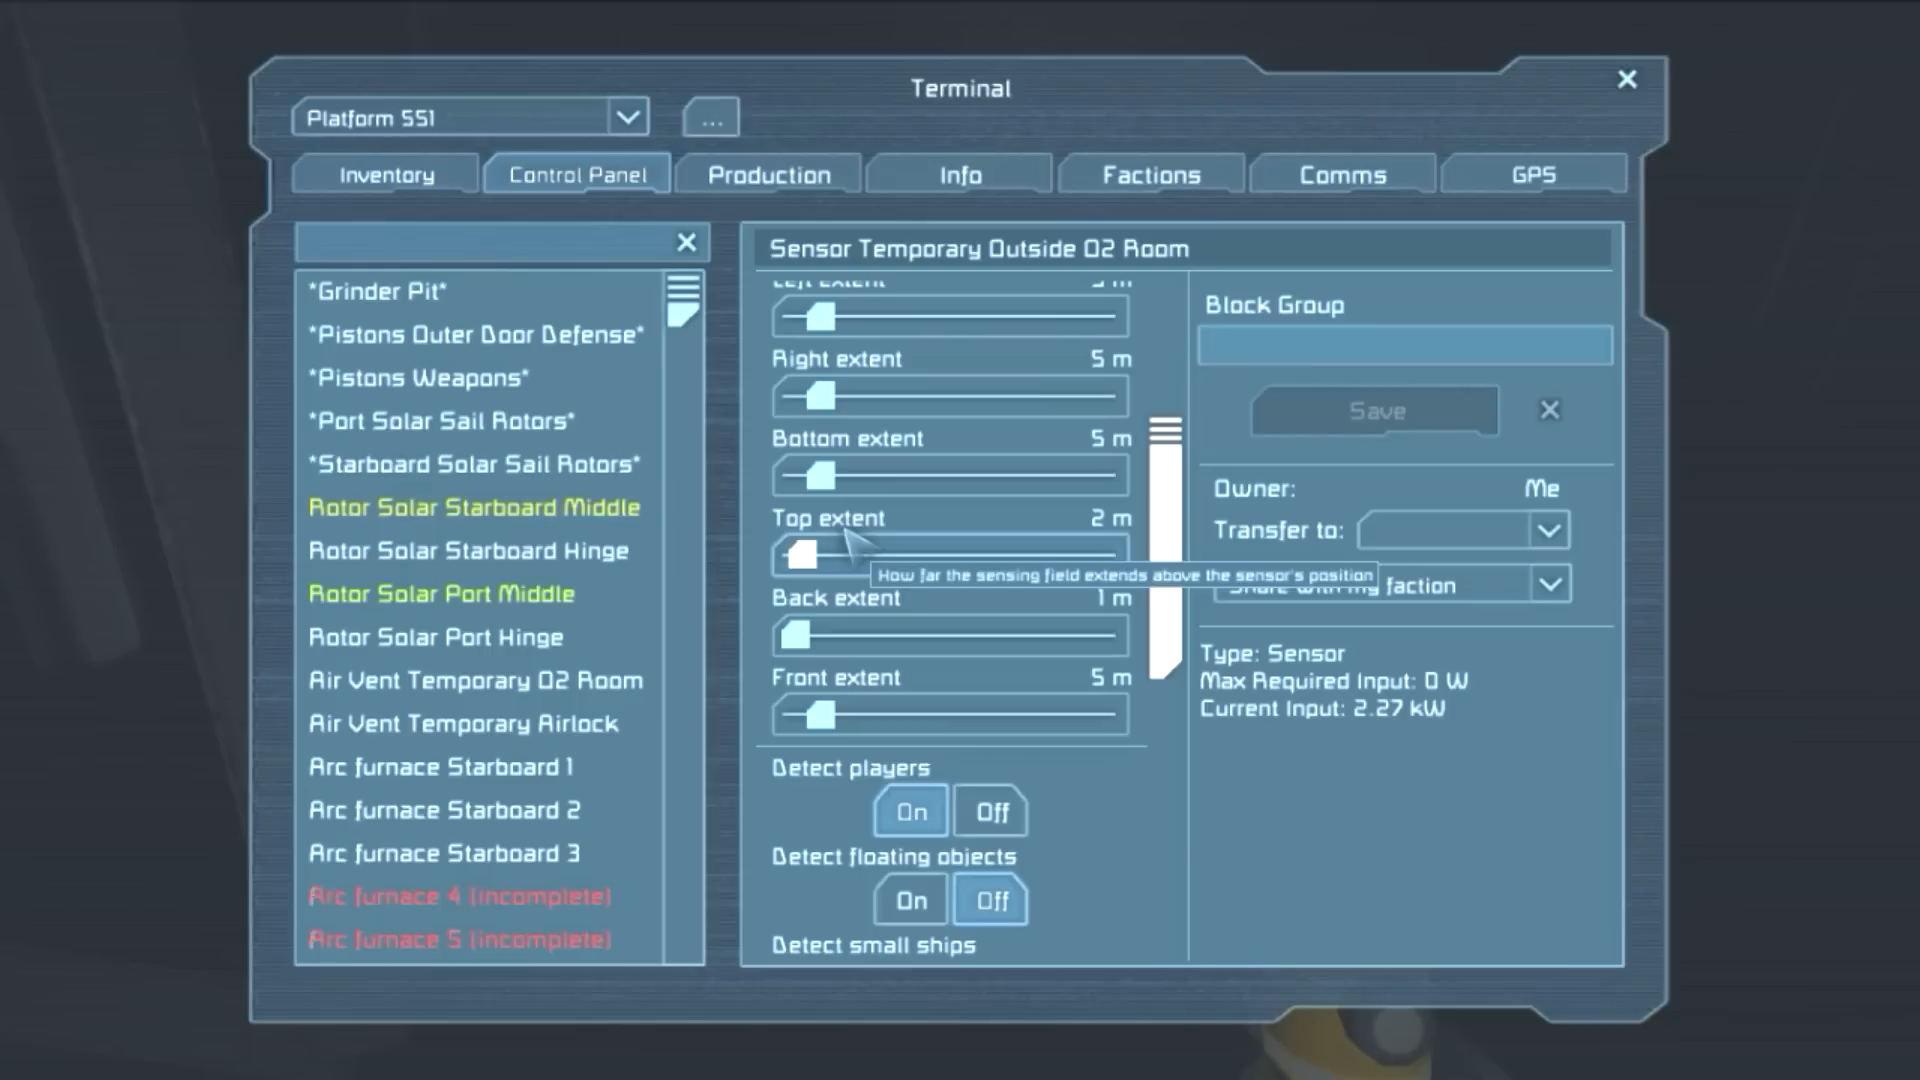 Terminal
Platform 551
...
Inventory
Control Panel
Production
Info
Factions
Comms
GPS
*Grinder Pit*
*Pistons Outer Door Defense*
*Pistons Weapons*
*Port Solar Sail Rotors*
*Starboard Solar Sail Rotors*
Rotor Solar Starboard Middle
Rotor Solar Starboard Hinge
Rotor Solar Port Middle
Rotor Solar Port Hinge
Air Vent Temporary O2 Room
Air Vent Temporary Airlock
Arc furnace Starboard 1
Arc furnace Starboard 2
Arc furnace Starboard 3
Arc furnace 4 (incomplete)
Arc furnace 5 (incomplete)
Sensor Temporary Outside O2 Room
Left extent
Right extent 5 m
Bottom extent 5 m
Top extent 2 m
How far the sensing field extends above the sensor's position
Back extent 1 m
Front extent 5 m
Detect players
On Off
Detect floating objects
On Off
Detect small ships
Block Group
Save
Owner: Me
Transfer to:
Share with my faction
Type: Sensor
Max Required Input: 0 W
Current Input: 2.27 kW